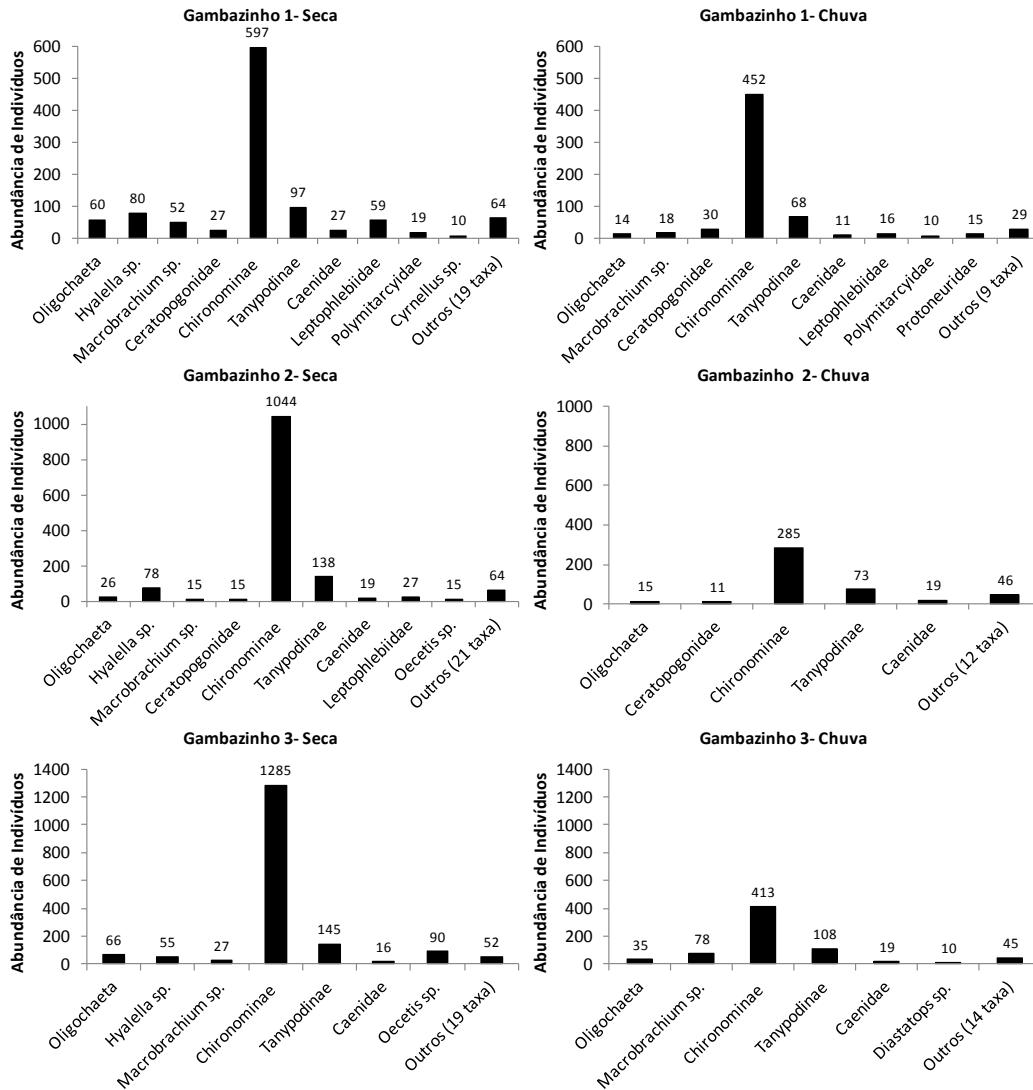 Gambazinho 1- Seca
Abundância de Indivíduos
600
500
400
300
200
100
0
60
80
52
27
597
97
27
59
19
10
64
Oligochaeta
Hyalella sp.
Macrobrachium sp.
Ceratopogonidae
Chironominae
Tanypodinae
Caenidae
Leptophlebiidae
Polymitarcydae
Cyrnellus sp.
Outros (19 taxa)
Gambazinho 1- Chuva
Abundância de Indivíduos
600
500
400
300
200
100
0
14
18
30
452
68
11
16
10
15
29
Oligochaeta
Macrobrachium sp.
Ceratopogonidae
Chironominae
Tanypodinae
Caenidae
Leptophlebiidae
Polymitarcyidae
Protoneuridae
Outros (9 taxa)
Gambazinho 2- Seca
Abundância de Indivíduos
1000
800
600
400
200
0
26
78
15
15
1044
138
19
27
15
64
Oligochaeta
Hyalella sp.
Macrobrachium sp.
Ceratopogonidae
Chironominae
Tanypodinae
Caenidae
Leptophlebiidae
Oecetis sp.
Outros (21 taxa)
Gambazinho 2- Chuva
Abundância de Indivíduos
1000
800
600
400
200
0
15
11
285
73
19
46
Oligochaeta
Ceratopogonidae
Chironominae
Tanypodinae
Caenidae
Outros (12 taxa)
Gambazinho 3- Seca
Abundância de Indivíduos
1400
1200
1000
800
600
400
200
0
66
55
27
1285
145
16
90
52
Oligochaeta
Hyalella sp.
Macrobrachium sp.
Chironominae
Tanypodinae
Caenidae
Oecetis sp.
Outros (19 taxa)
Gambazinho 3- Chuva
Abundância de Indivíduos
1400
1200
1000
800
600
400
200
0
35
78
413
108
19
10
45
Oligochaeta
Macrobrachium sp.
Chironominae
Tanypodinae
Caenidae
Diastatops sp.
Outros (14 taxa)